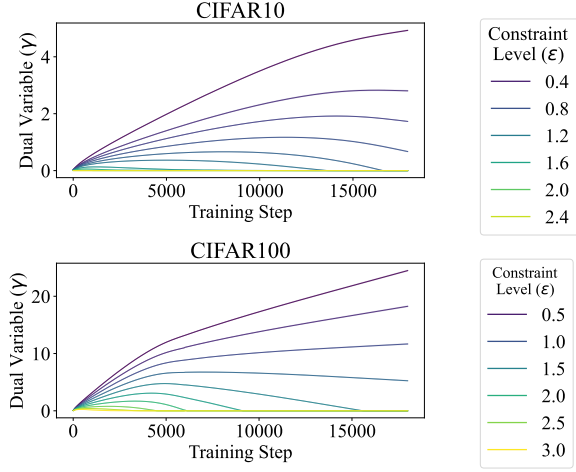 CIFAR10
Dual Variable (γ)
4
2
0
0 5000 10000 15000
Training Step
Constraint
Level (ε)
0.4
0.8
1.2
1.6
2.0
2.4
CIFAR100
Dual Variable (γ)
20
10
0
0 5000 10000 15000
Training Step
Constraint
Level (ε)
0.5
1.0
1.5
2.0
2.5
3.0